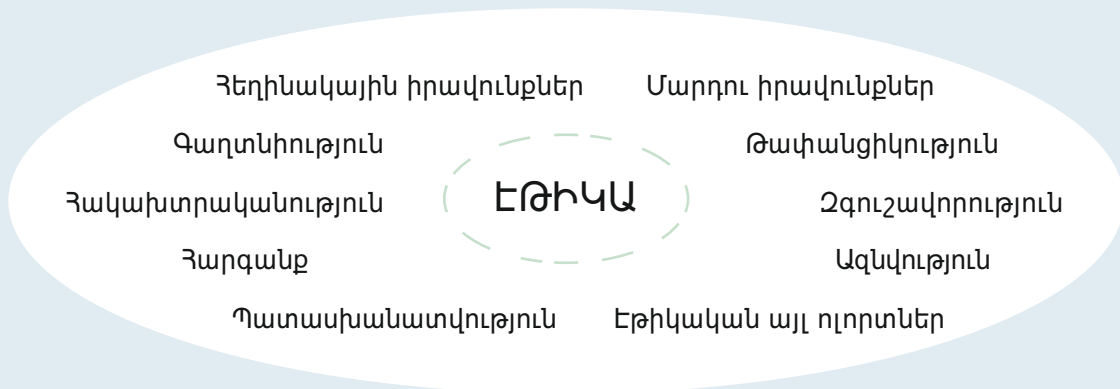 Հեղինակային իրավունքներ Մարդու իրավունքներ
Գաղտնիություն Թափանցիկություն
Հակախտրականություն ԷԹԻԿԱ Զգուշավորություն
Հարգանք Ազնվություն
Պատասխանատվություն Էթիկական այլ ոլորտներ